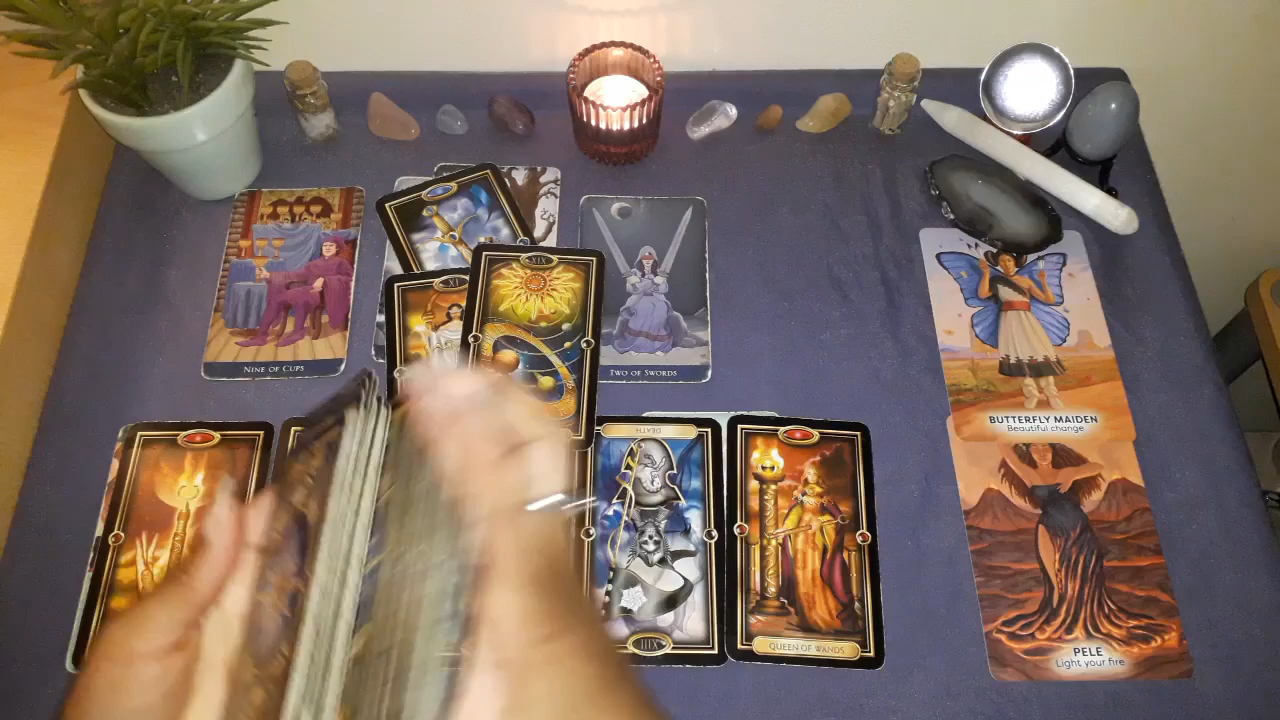 NINE OF CUPS
XI
XIX
TWO OF SWORDS
BUTTERFLY MAIDEN
Beautiful change
DEATH
XIII
QUEEN OF WANDS
PELE
Light your fire